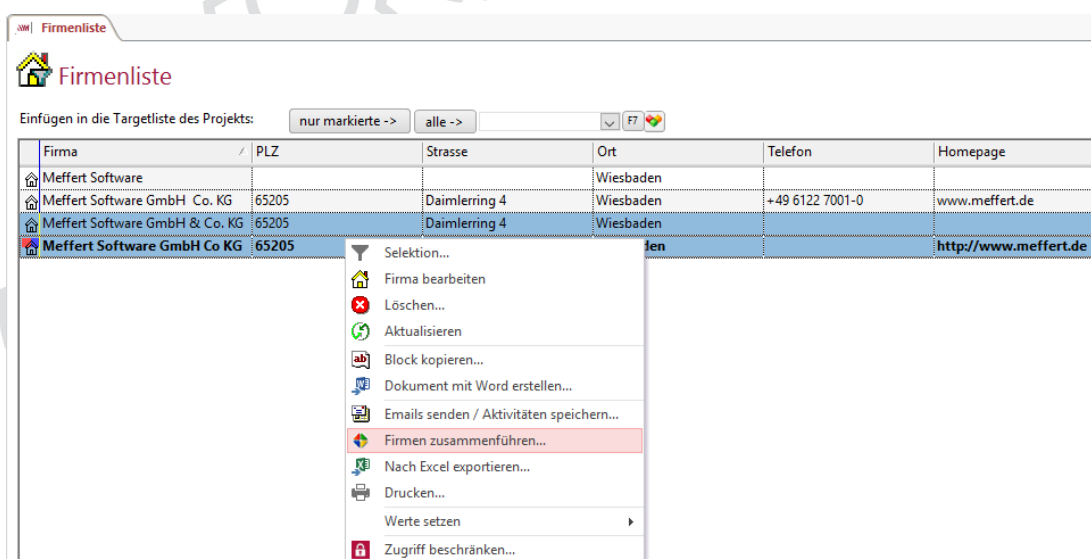 Firmenliste
Firmenliste
Einfügen in die Targetliste des Projekts: nur markierte -> alle -> F7
Firma PLZ Strasse Ort Telefon Homepage
Meffert Software Wiesbaden
Meffert Software GmbH Co. KG 65205 Daimlerring 4 Wiesbaden +49 6122 7001-0 www.meffert.de
Meffert Software GmbH & Co. KG 65205 Daimlerring 4 Wiesbaden
Meffert Software GmbH Co KG 65205 den http://www.meffert.de
Selektion...
Firma bearbeiten
Löschen...
Aktualisieren
Block kopieren...
Dokument mit Word erstellen...
Emails senden / Aktivitäten speichern...
Firmen zusammenführen...
Nach Excel exportieren...
Drucken...
Werte setzen
Zugriff beschränken...